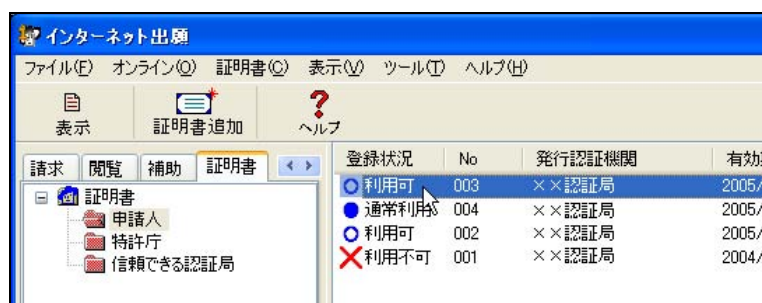 インターネット出願
ファイル(F) オンライン(O) 証明書(C) 表示(V) ツール(T) ヘルプ(H)
表示 証明書追加 ヘルプ
請求 閲覧 補助 証明書
証明書
申請人
特許庁
信頼できる認証局
登録状況 No 発行認証機関 有効
利用可 003 ××認証局 2005/
通常利用 004 ××認証局 2005/
利用可 002 ××認証局 2005/
利用不可 001 ××認証局 2004/